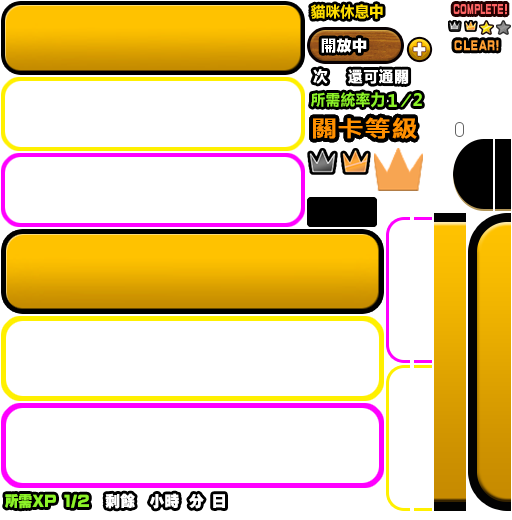 貓咪休息中
COMPLETE!
開放中
CLEAR!
次 還可通關
所需統率力1/2
關卡等級
0
所需XP 1/2 剩餘 小時 分 日